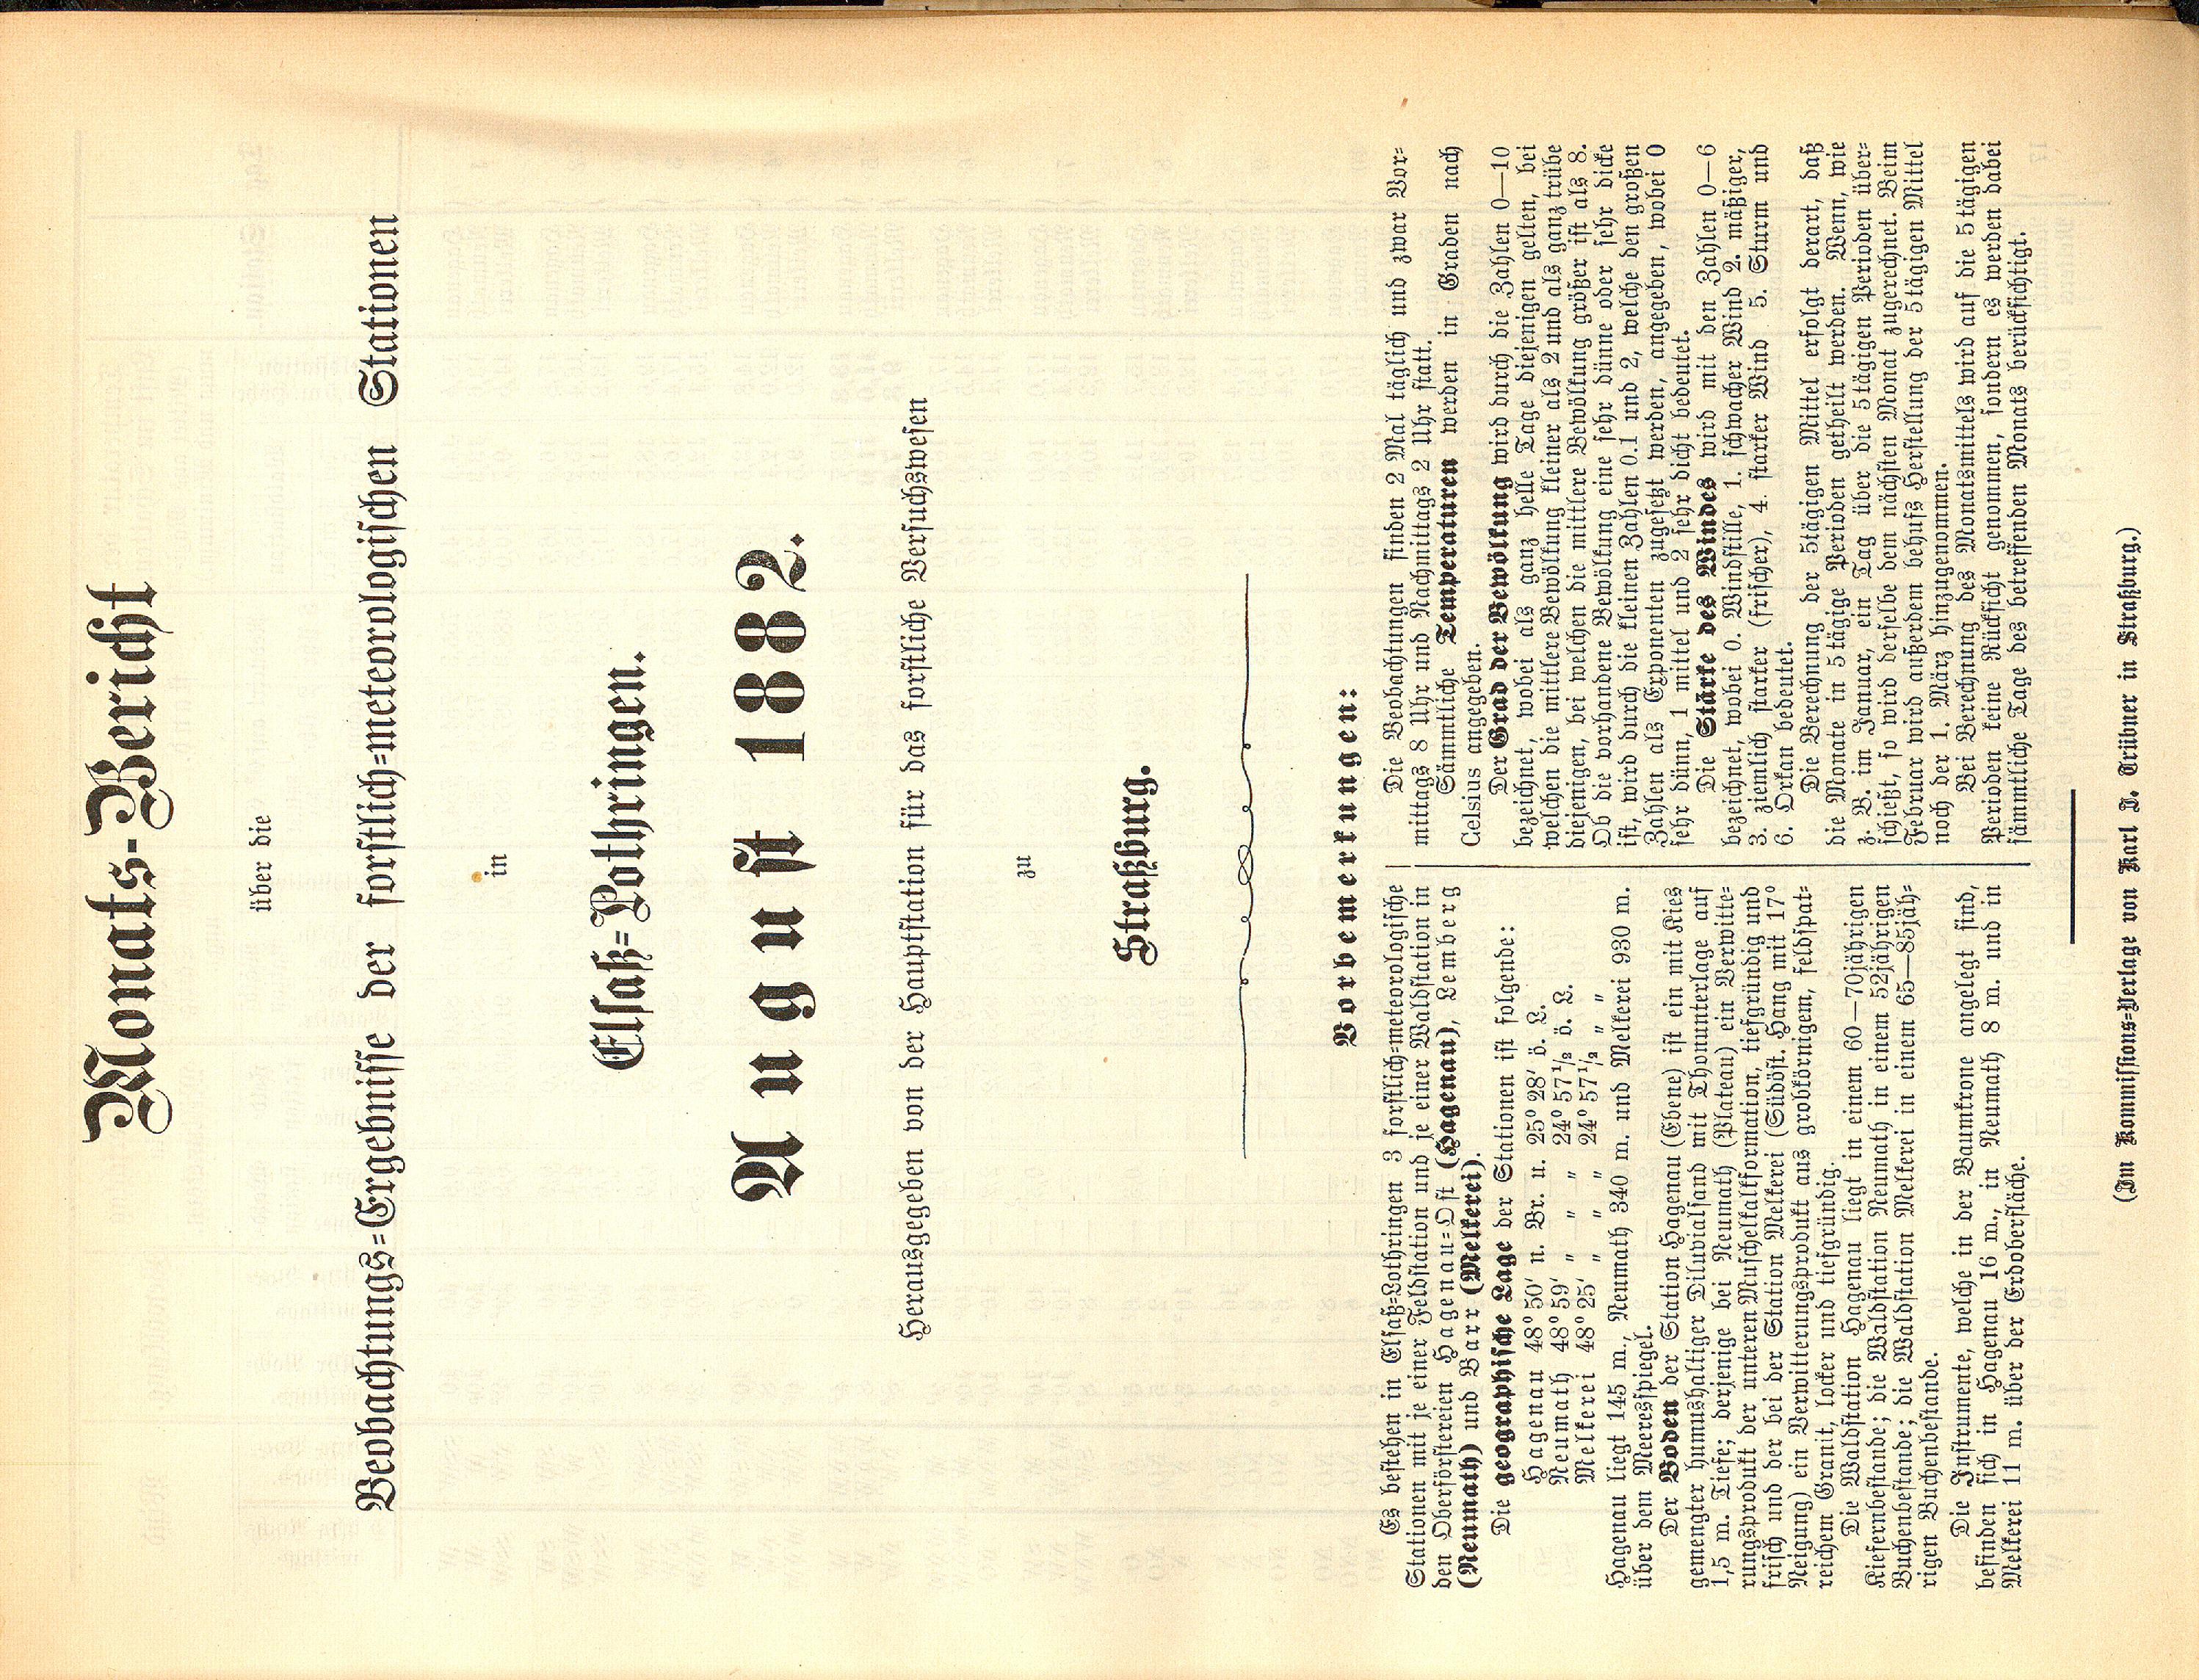 Monats-Bericht
über die
Beobachtungs-Ergebnisse der forstlich-meteorologischen Stationen
in
Elsaß-Lothringen.
August 1882.
Herausgegeben von der Hauptstation für das forstliche Versuchswesen
zu
Straßburg.
Vorbemerkungen:
Es bestehen in Elsaß-Lothringen 3 forstlich-meteorologische
Stationen mit je einer Feldstation und je einer Waldstation in
den Oberförstereien Hagenau-Ost (Hagenau), Lemberg
(Neumath) und Barr (Melkerei).
Die geographische Lage der Stationen ist folgende:
Hagenau 48° 50′ n. Br. u. 25° 28′ ö. L.
Neumath 48° 59′ „ „ „ 24° 57½ ö. L.
Melkerei 48° 25′ „ „ „ 24° 57½ „ „
Hagenau liegt 145 m., Neumath 340 m. und Melkerei 930 m.
über dem Meeresspiegel.
Der Boden der Station Hagenau (Ebene) ist ein mit Kies
gemengter humushaltiger Diluvialsand mit Thonunterlage auf
1,5 m. Tiefe; derjenige bei Neumath (Plateau) ein Verwitte-
rungsprodukt der unteren Muschelkalkformation, tiefgründig und
frisch und der bei der Station Melkerei (Südöst. Hang mit 17°
Neigung) ein Verwitterungsprodukt aus grobkörnigem, feldspat-
reichem Granit, locker und tiefgründig.
Die Waldstation Hagenau liegt in einem 60—70jährigen
Kiefernbestande; die Waldstation Neumath in einem 52jährigen
Buchenbestande; die Waldstation Melkerei in einem 65—85jäh-
rigen Buchenbestande.
Die Instrumente, welche in der Baumkrone angelegt sind,
befinden sich in Hagenau 16 m., in Neumath 8 m. und in
Melkerei 11 m. über der Erdoberfläche.
Die Beobachtungen finden 2 Mal täglich und zwar Vor-
mittags 8 Uhr und Nachmittags 2 Uhr statt.
Sämmtliche Temperaturen werden in Graden nach
Celsius angegeben.
Der Grad der Bewölkung wird durch die Zahlen 0—10
bezeichnet, wobei als ganz helle Tage diejenigen gelten, bei
welchen die mittlere Bewölkung kleiner als 2 und als ganz trübe
diejenigen, bei welchen die mittlere Bewölkung größer ist als 8.
Ob die vorhandene Bewölkung eine sehr dünne oder sehr dicke
ist, wird durch die kleinen Zahlen 0.1 und 2, welche den großen
Zahlen als Exponenten zugesetzt werden, angegeben, wobei 0
sehr dünn, 1 mittel und 2 sehr dicht bedeutet.
Die Stärke des Windes wird mit den Zahlen 0—6
bezeichnet, wobei 0. Windstille, 1. schwacher Wind 2. mäßiger,
3. ziemlich starker (frischer), 4. starker Wind 5. Sturm und
6. Orkan bedeutet.
Die Berechnung der 5tägigen Mittel erfolgt derart, daß
die Monate in 5tägige Perioden getheilt werden. Wenn, wie
z. B. im Januar, ein Tag über die 5tägigen Perioden über-
schießt, so wird derselbe dem nächsten Monat zugerechnet. Beim
Februar wird außerdem behufs Herstellung der 5tägigen Mittel
noch der 1. März hinzugenommen.
Bei Berechnung des Monatsmittels wird auf die 5tägigen
Perioden keine Rücksicht genommen, sondern es werden dabei
sämmtliche Tage des betreffenden Monats berücksichtigt.
(Im Kommissions-Verlage von Karl J. Trübner in Straßburg.)